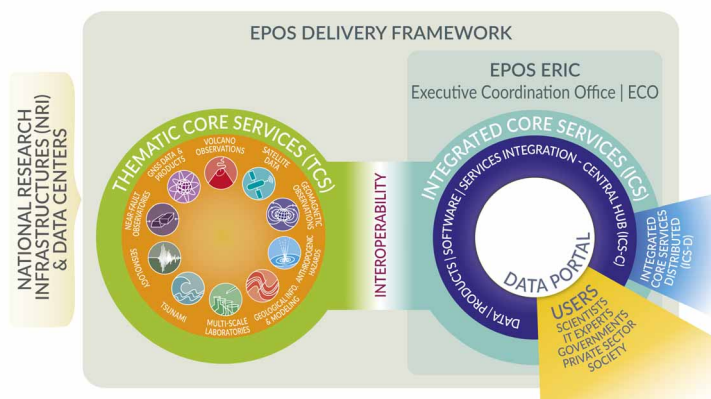 EPOS DELIVERY FRAMEWORK
EPOS ERIC
Executive Coordination Office | ECO
NATIONAL RESEARCH
INFRASTRUCTURES (NRI)
& DATA CENTERS
THEMATIC CORE SERVICES (TCS)
VOLCANO
OBSERVATIONS
SATELLITE
DATA
GEOMAGNETIC
OBSERVATIONS
ANTHROPOGENIC
HAZARDS
GEOLOGICAL INFO
& MODELING
MULTI-SCALE
LABORATORIES
TSUNAMI
SEISMOLOGY
NEAR-FAULT
OBSERVATORIES
GNSS DATA &
PRODUCTS
INTEROPERABILITY
INTEGRATED CORE SERVICES (ICS)
DATA | PRODUCTS | SOFTWARE | SERVICES INTEGRATION - CENTRAL HUB (ICS-C)
DATA PORTAL
INTEGRATED
CORE SERVICES
DISTRIBUTED
(ICS-D)
USERS
SCIENTISTS
IT EXPERTS
GOVERNMENTS
PRIVATE SECTOR
SOCIETY